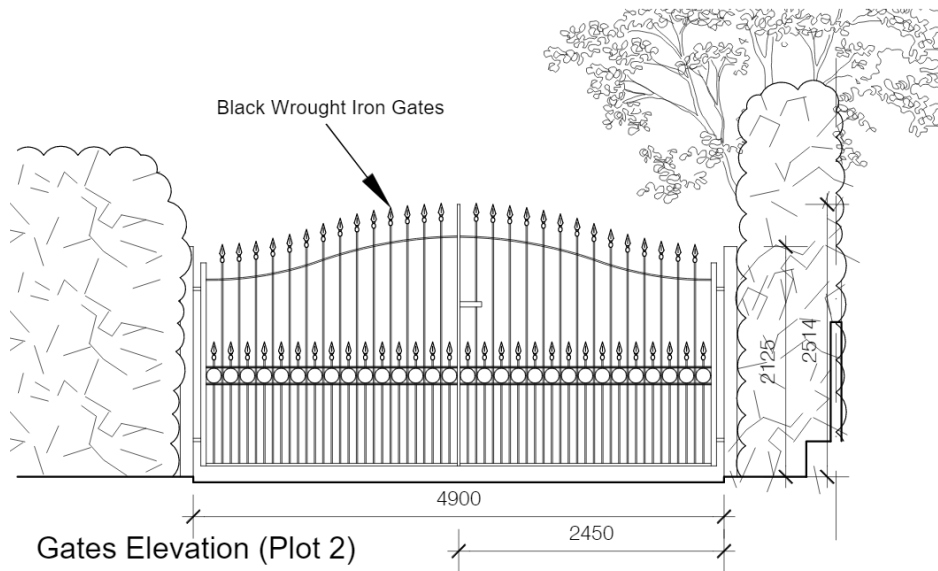 Black Wrought Iron Gates
2125
2514
4900
2450
Gates Elevation (Plot 2)